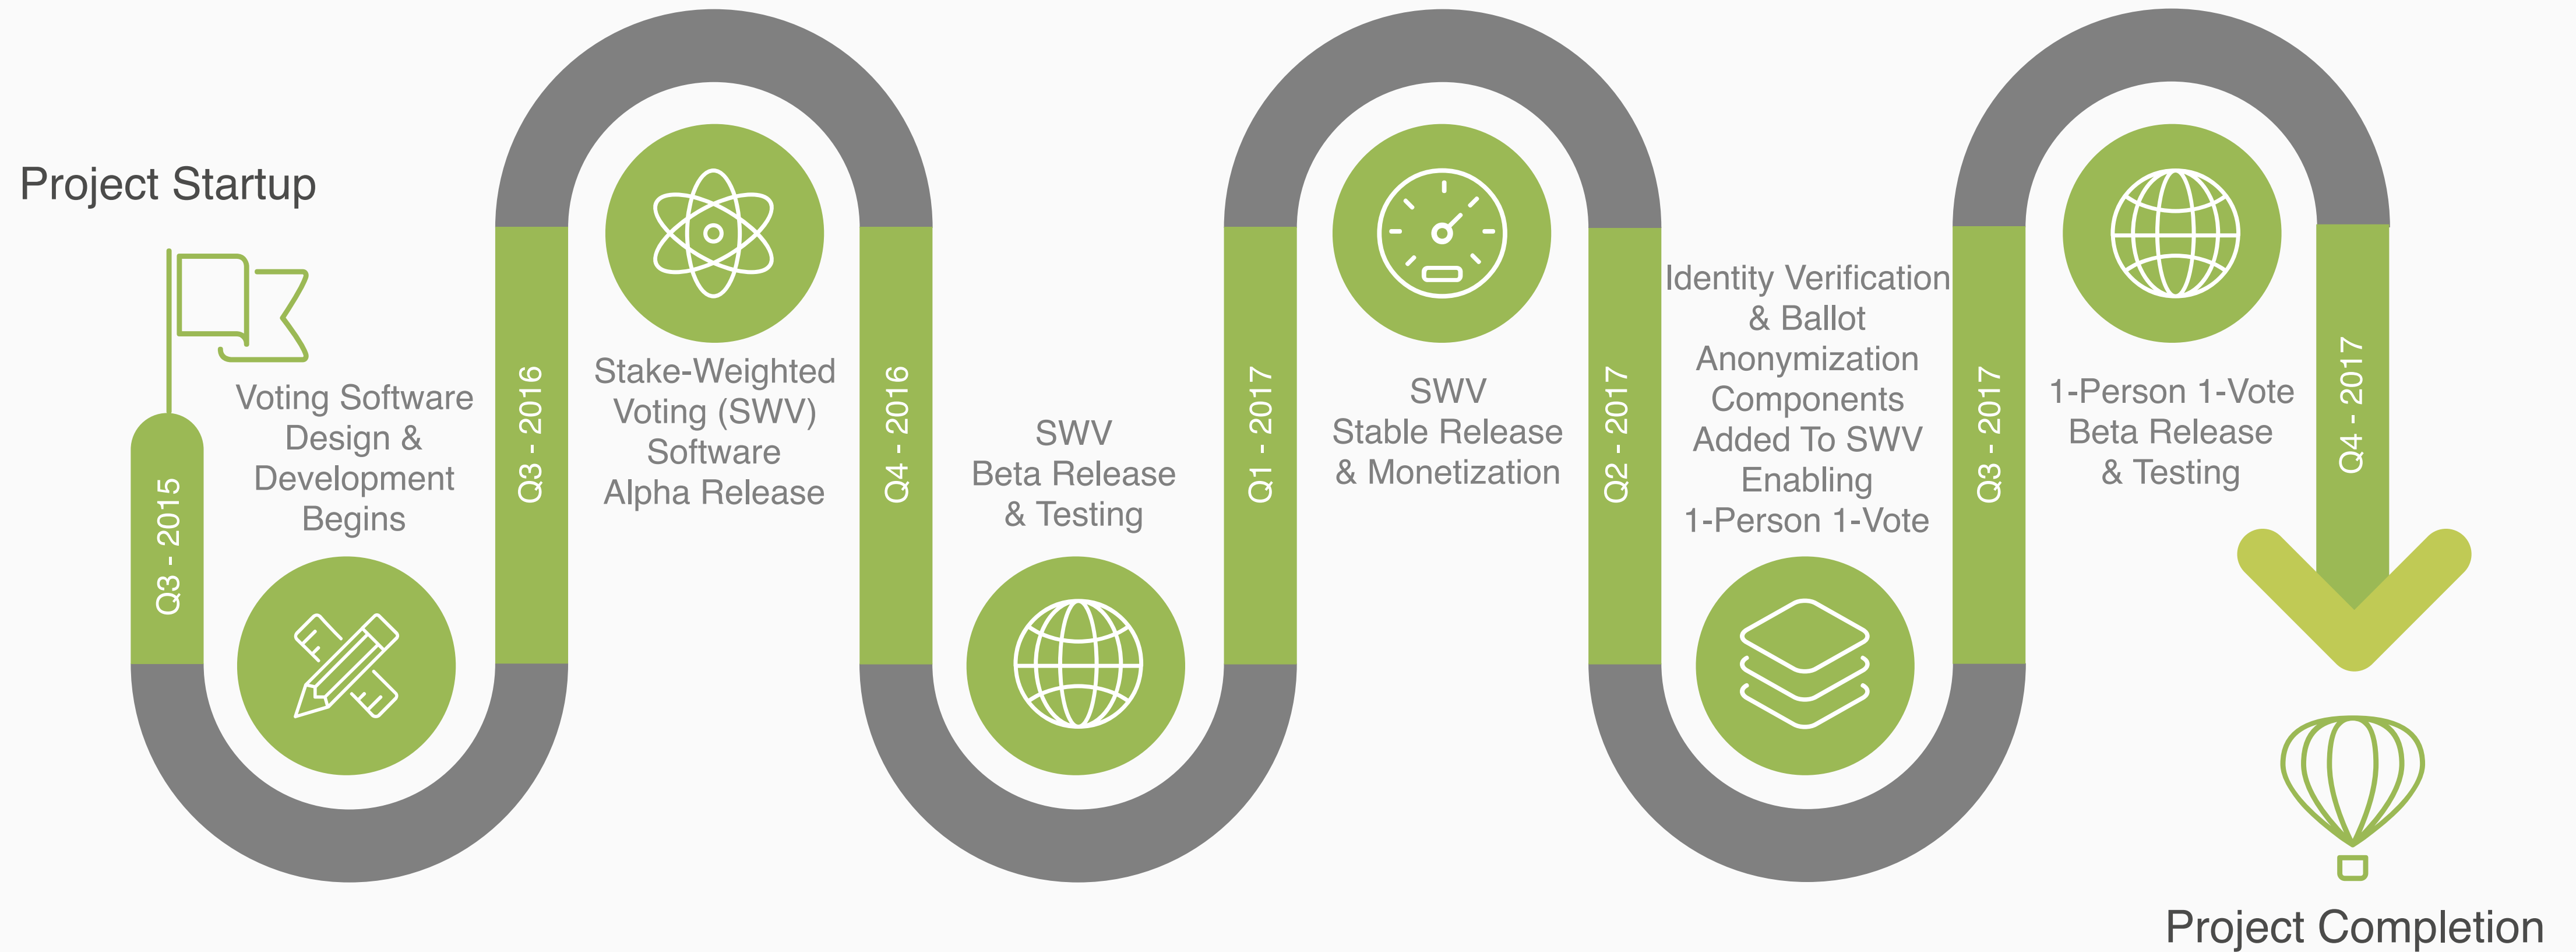 Project Startup
Q3 - 2015
Voting Software
Design &
Development
Begins
Q3 - 2016
Stake-Weighted
Voting (SWV)
Software
Alpha Release
Q4 - 2016
SWV
Beta Release
& Testing
Q1 - 2017
SWV
Stable Release
& Monetization
Q2 - 2017
Identity Verification
& Ballot
Anonymization
Components
Added To SWV
Enabling
1-Person 1-Vote
Q3 - 2017
1-Person 1-Vote
Beta Release
& Testing
Q4 - 2017
Project Completion